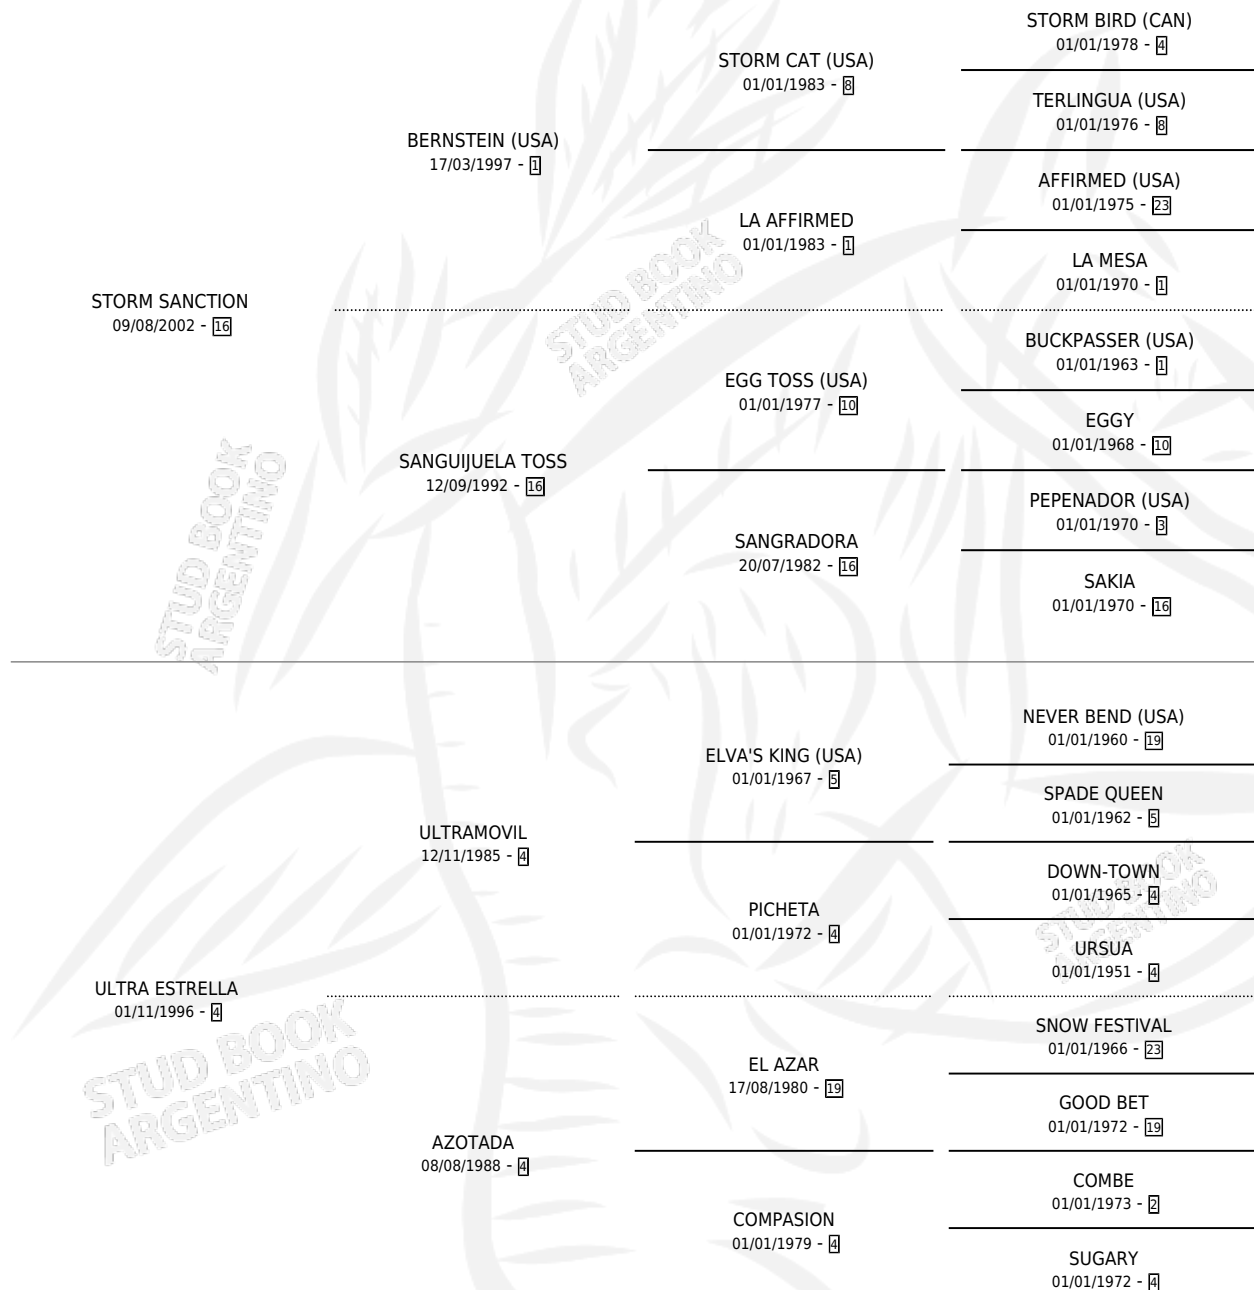 STORM BIRD (CAN)
01/01/1978 - 4
STORM CAT (USA)
01/01/1983 - 8
TERLINGUA (USA)
01/01/1976 - 8
BERNSTEIN (USA)
17/03/1997 - 1
AFFIRMED (USA)
01/01/1975 - 23
LA AFFIRMED
01/01/1983 - 1
LA MESA
01/01/1970 - 1
STORM SANCTION
09/08/2002 - 16
BUCKPASSER (USA)
01/01/1963 - 1
EGG TOSS (USA)
01/01/1977 - 10
EGGY
01/01/1968 - 10
SANGUIJUELA TOSS
12/09/1992 - 16
PEPENADOR (USA)
01/01/1970 - 3
SANGRADORA
20/07/1982 - 16
SAKIA
01/01/1970 - 16
NEVER BEND (USA)
01/01/1960 - 19
ELVA'S KING (USA)
01/01/1967 - 5
SPADE QUEEN
01/01/1962 - 5
ULTRAMOVIL
12/11/1985 - 4
DOWN-TOWN
01/01/1965 - 4
PICHETA
01/01/1972 - 4
URSUA
01/01/1951 - 4
ULTRA ESTRELLA
01/11/1996 - 4
SNOW FESTIVAL
01/01/1966 - 23
EL AZAR
17/08/1980 - 19
GOOD BET
01/01/1972 - 19
AZOTADA
08/08/1988 - 4
COMBE
01/01/1973 - 2
COMPASION
01/01/1979 - 4
SUGARY
01/01/1972 - 4
STUD BOOK
ARGENTINO
STUD BOOK
ARGENTINO
STUD BOOK
ARGENTINO
STUD BOOK
ARGENTINO